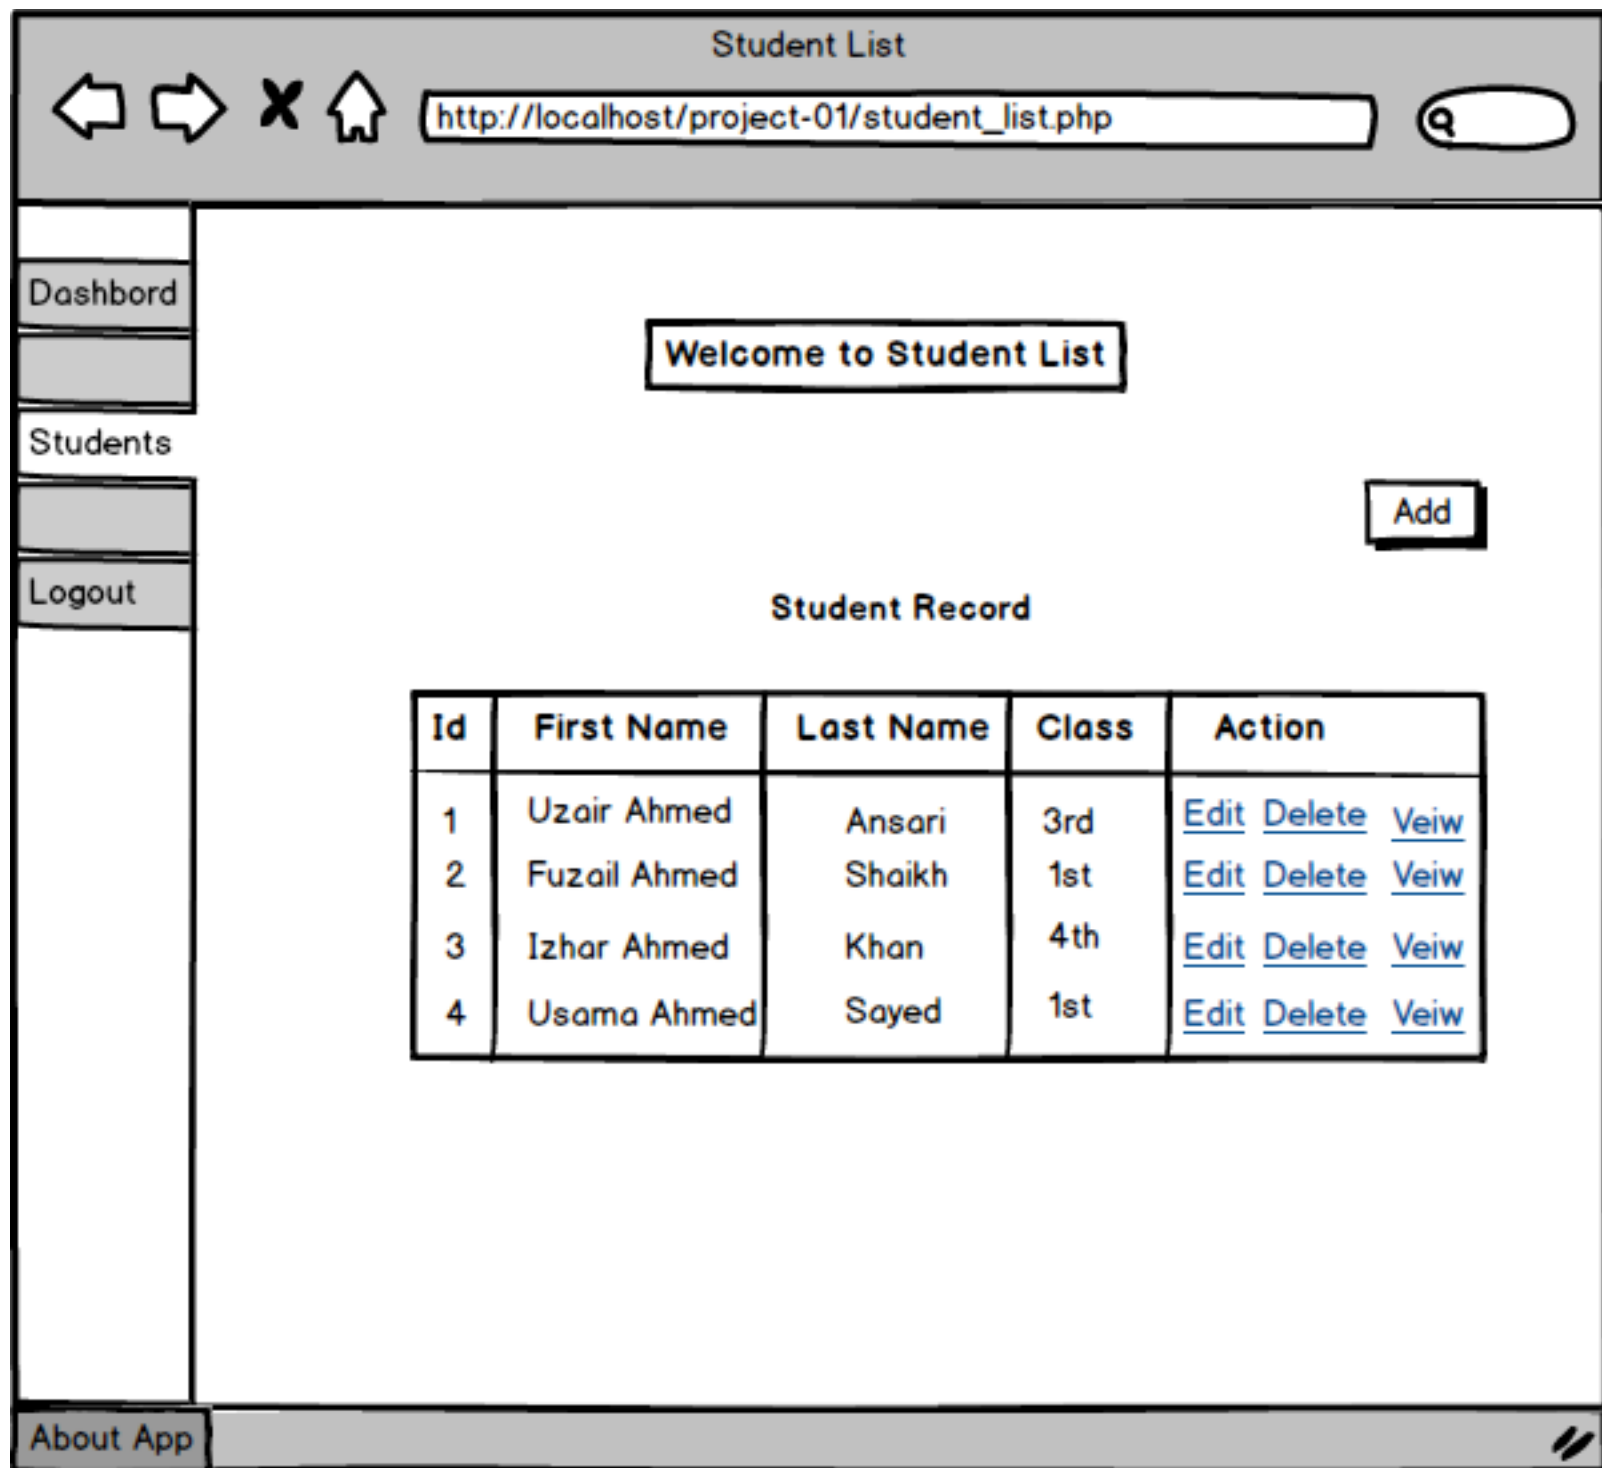 Student List
http://localhost/project-01/student_list.php
Dashbord
Students
Logout
Welcome to Student List
Add
Student Record
Id First Name Last Name Class Action
1 Uzair Ahmed Ansari 3rd Edit Delete Veiw
2 Fuzail Ahmed Shaikh 1st Edit Delete Veiw
3 Izhar Ahmed Khan 4th Edit Delete Veiw
4 Usama Ahmed Sayed 1st Edit Delete Veiw
About App